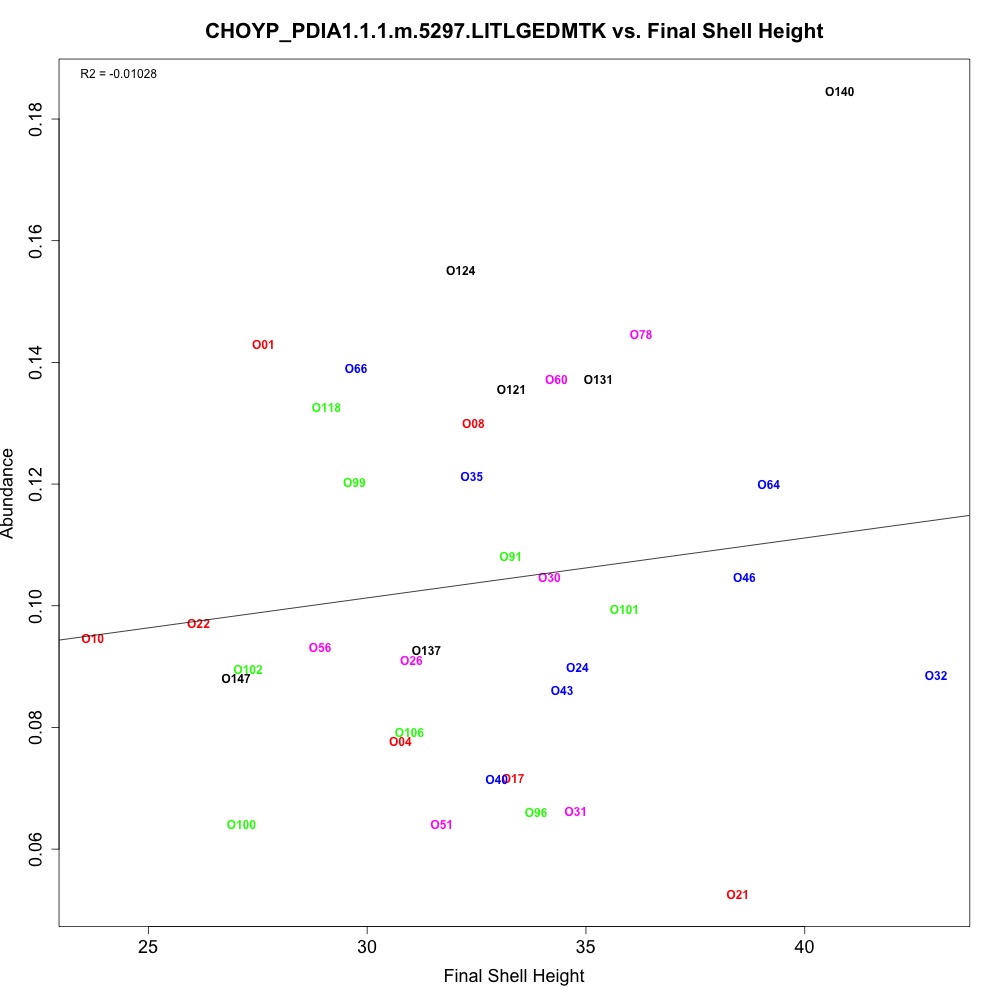 CHOYP_PDIA1.1.1.m.5297.LITLGEDMTK vs. Final Shell Height
R2 = -0.01028
O140
0.18
0.16
O124
O78
O01
0.14
O66
O60
O131
O121
O118
O08
O35
O99
0.12
O64
Abundance
O91
O30
O46
0.10
O101
O22
O10
O56
O137
O26
O24
O102
O147
O32
O43
O106
0.08
O04
O40
O17
O96
O31
O100
O51
0.06
O21
25 30 35 40
Final Shell Height